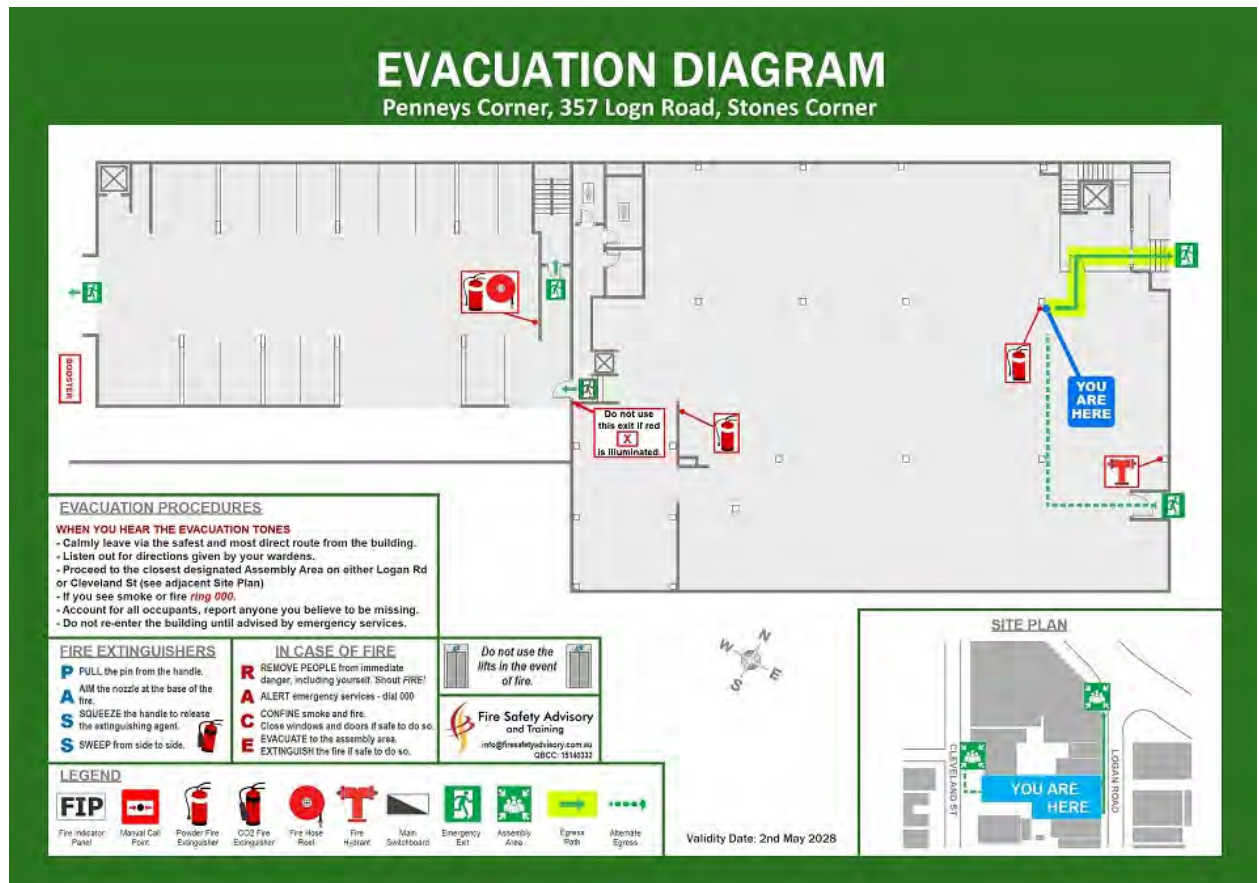 EVACUATION DIAGRAM
Penneys Corner, 357 Logn Road, Stones Corner
BOOSTER
Do not use
this exit if red
X
is illuminated.
YOU
ARE
HERE
EVACUATION PROCEDURES
WHEN YOU HEAR THE EVACUATION TONES
- Calmly leave via the safest and most direct route from the building.
- Listen out for directions given by your wardens.
- Proceed to the closest designated Assembly Area on either Logan Rd
or Cleveland St (see adjacent Site Plan)
- If you see smoke or fire ring 000.
- Account for all occupants, report anyone you believe to be missing.
- Do not re-enter the building until advised by emergency services.
FIRE EXTINGUISHERS
P PULL the pin from the handle.
A AIM the nozzle at the base of the
fire.
S SQUEEZE the handle to release
the extinguishing agent.
S SWEEP from side to side.
IN CASE OF FIRE
R REMOVE PEOPLE from immediate
danger, including yourself. Shout FIRE!
A ALERT emergency services - dial 000
C CONFINE smoke and fire.
Close windows and doors if safe to do so.
E EVACUATE to the assembly area.
EXTINGUISH the fire if safe to do so.
Do not use the
lifts in the event
of fire.
Fire Safety Advisory
and Training
info@firesafetyadvisory.com.au
QBCC: 15140332
N
W
E
S
LEGEND
FIP
Fire Indicator
Panel
Manual Call
Point
Powder Fire
Extinguisher
CO2 Fire
Extinguisher
Fire Hose
Reel
Fire
Hydrant
Main
Switchboard
Emergency
Exit
Assembly
Area
Egress
Path
Alternate
Egress
Validity Date: 2nd May 2028
SITE PLAN
CLEVELAND ST
LOGAN ROAD
YOU ARE
HERE